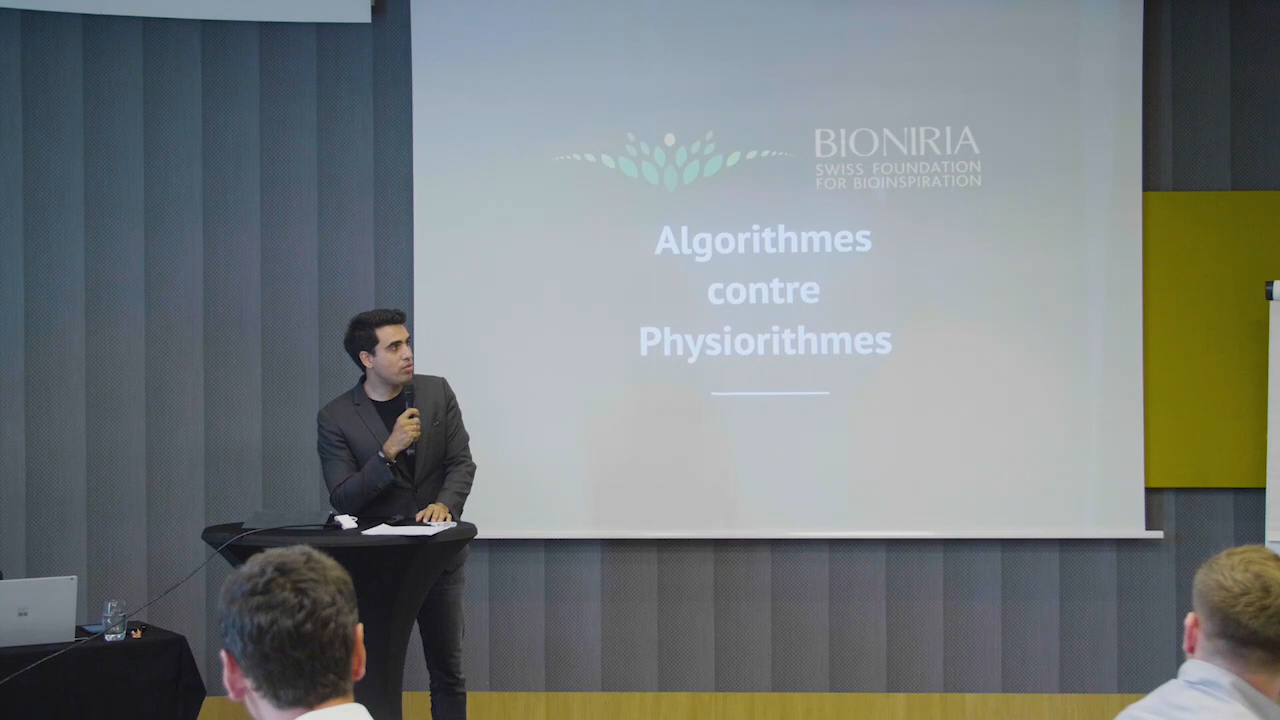 BIONIRIA
SWISS FOUNDATION
FOR BIOINSPIRATION
Algorithmes
contre
Physiorithmes